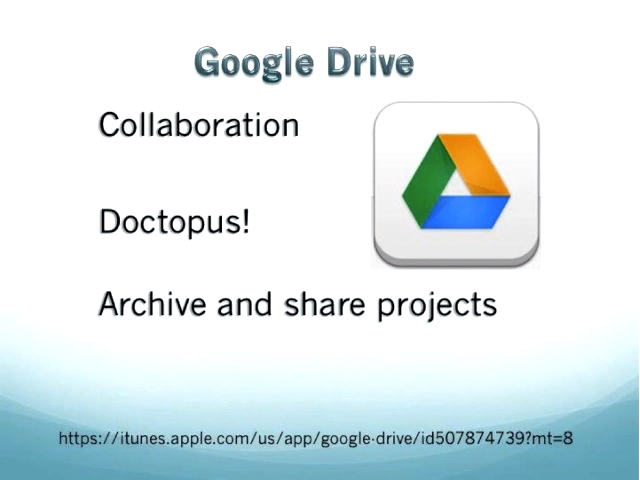 Google Drive
Collaboration
Doctopus!
Archive and share projects
https://itunes.apple.com/us/app/google-drive/id507874739?mt=8